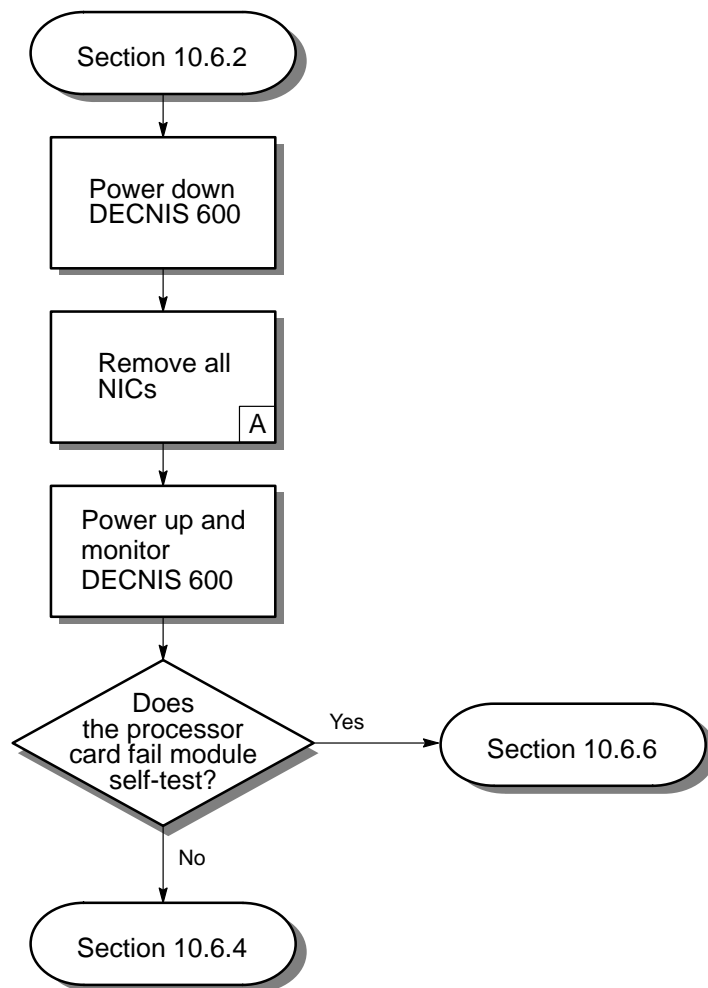 Section 10.6.2
Power down
DECNIS 600
Remove all
NICs
A
Power up and
monitor
DECNIS 600
Does
the processor
card fail module
self-test?
Yes
Section 10.6.6
No
Section 10.6.4